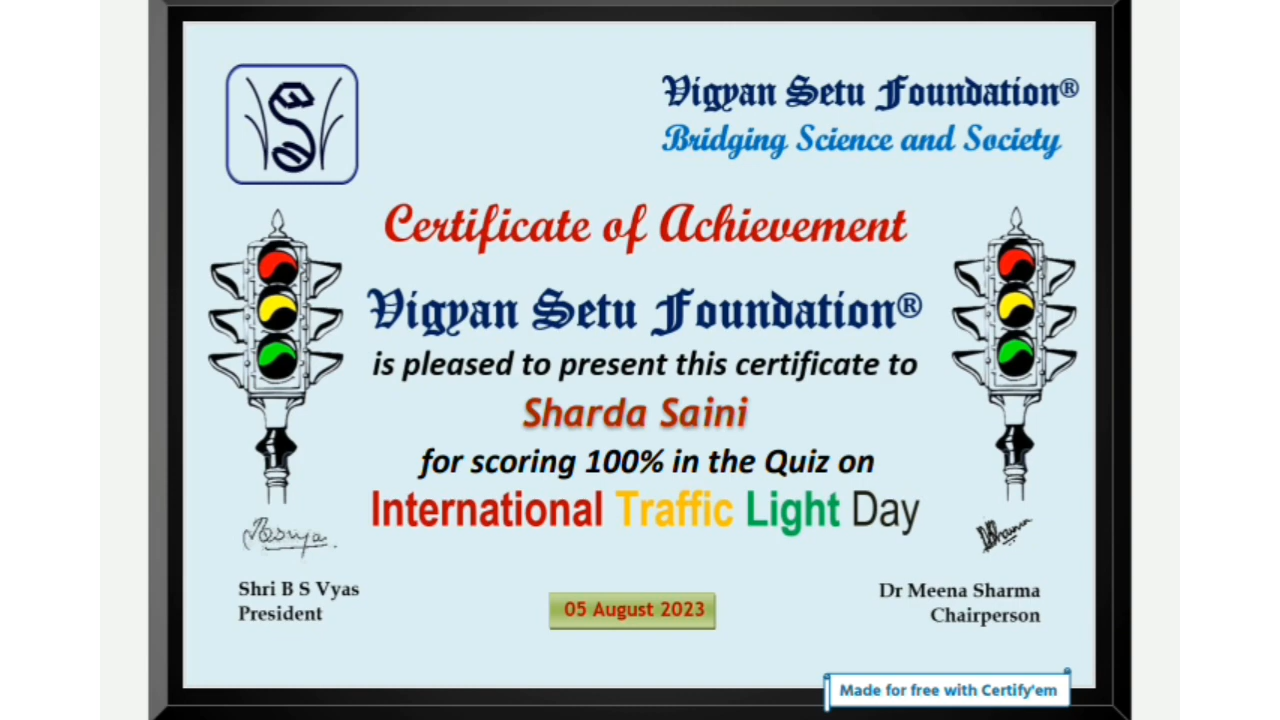 Vigyan Setu Foundation®
Bridging Science and Society
Certificate of Achievement
Vigyan Setu Foundation®
is pleased to present this certificate to
Sharda Saini
for scoring 100% in the Quiz on
International Traffic Light Day
Shri B S Vyas
President
05 August 2023
Dr Meena Sharma
Chairperson
Made for free with Certify'em